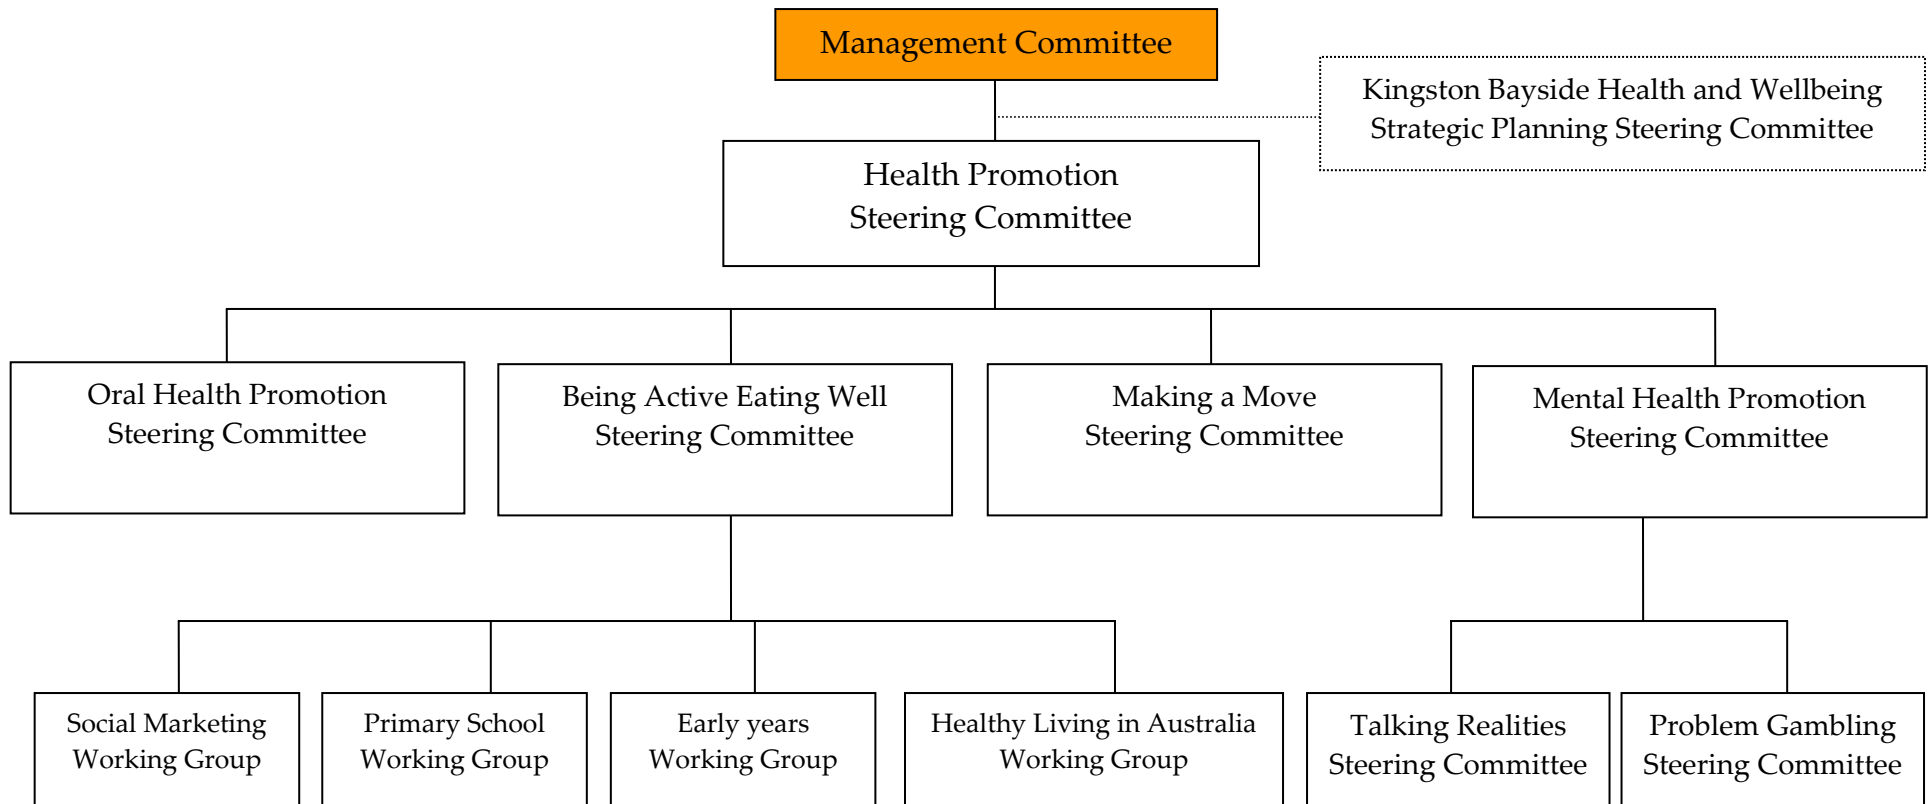 Management Committee
Kingston Bayside Health and Wellbeing
Strategic Planning Steering Committee
Health Promotion
Steering Committee
Oral Health Promotion
Steering Committee
Being Active Eating Well
Steering Committee
Making a Move
Steering Committee
Mental Health Promotion
Steering Committee
Social Marketing
Working Group
Primary School
Working Group
Early years
Working Group
Healthy Living in Australia
Working Group
Talking Realities
Steering Committee
Problem Gambling
Steering Committee